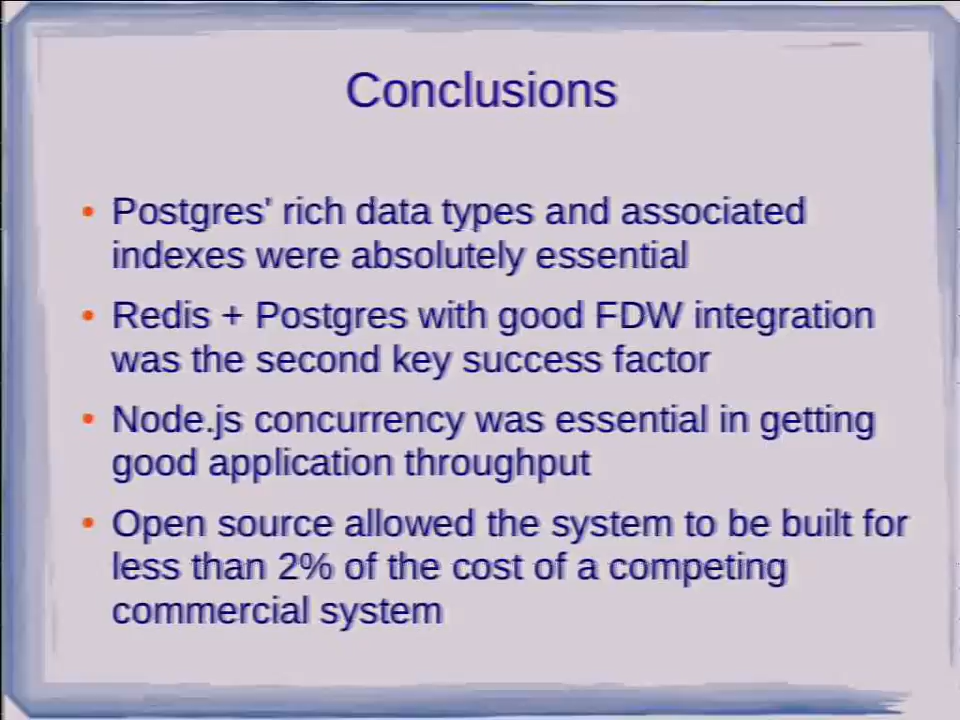 Conclusions
• Postgres' rich data types and associated
indexes were absolutely essential
• Redis + Postgres with good FDW integration
was the second key success factor
• Node.js concurrency was essential in getting
good application throughput
• Open source allowed the system to be built for
less than 2% of the cost of a competing
commercial system